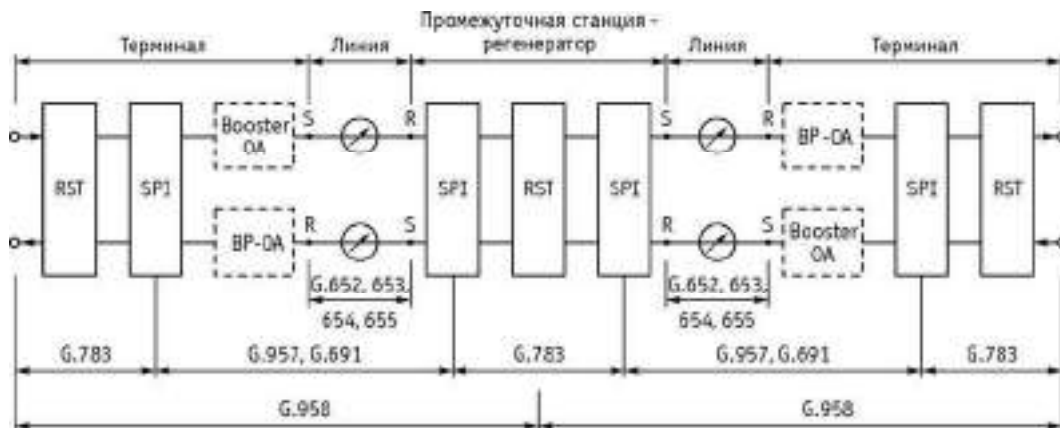 Промежуточная станция -
регенератор
Терминал
Линия
Линия
Терминал
Booster
OA
S
R
S
R
BP-OA
RST
SPI
SPI
RST
SPI
SPI
RST
BP-OA
R
S
R
S
Booster
OA
G.652, 653,
654, 655
G.652, 653,
654, 655
G.783
G.957, G.691
G.783
G.957, G.691
G.783
G.958
G.958